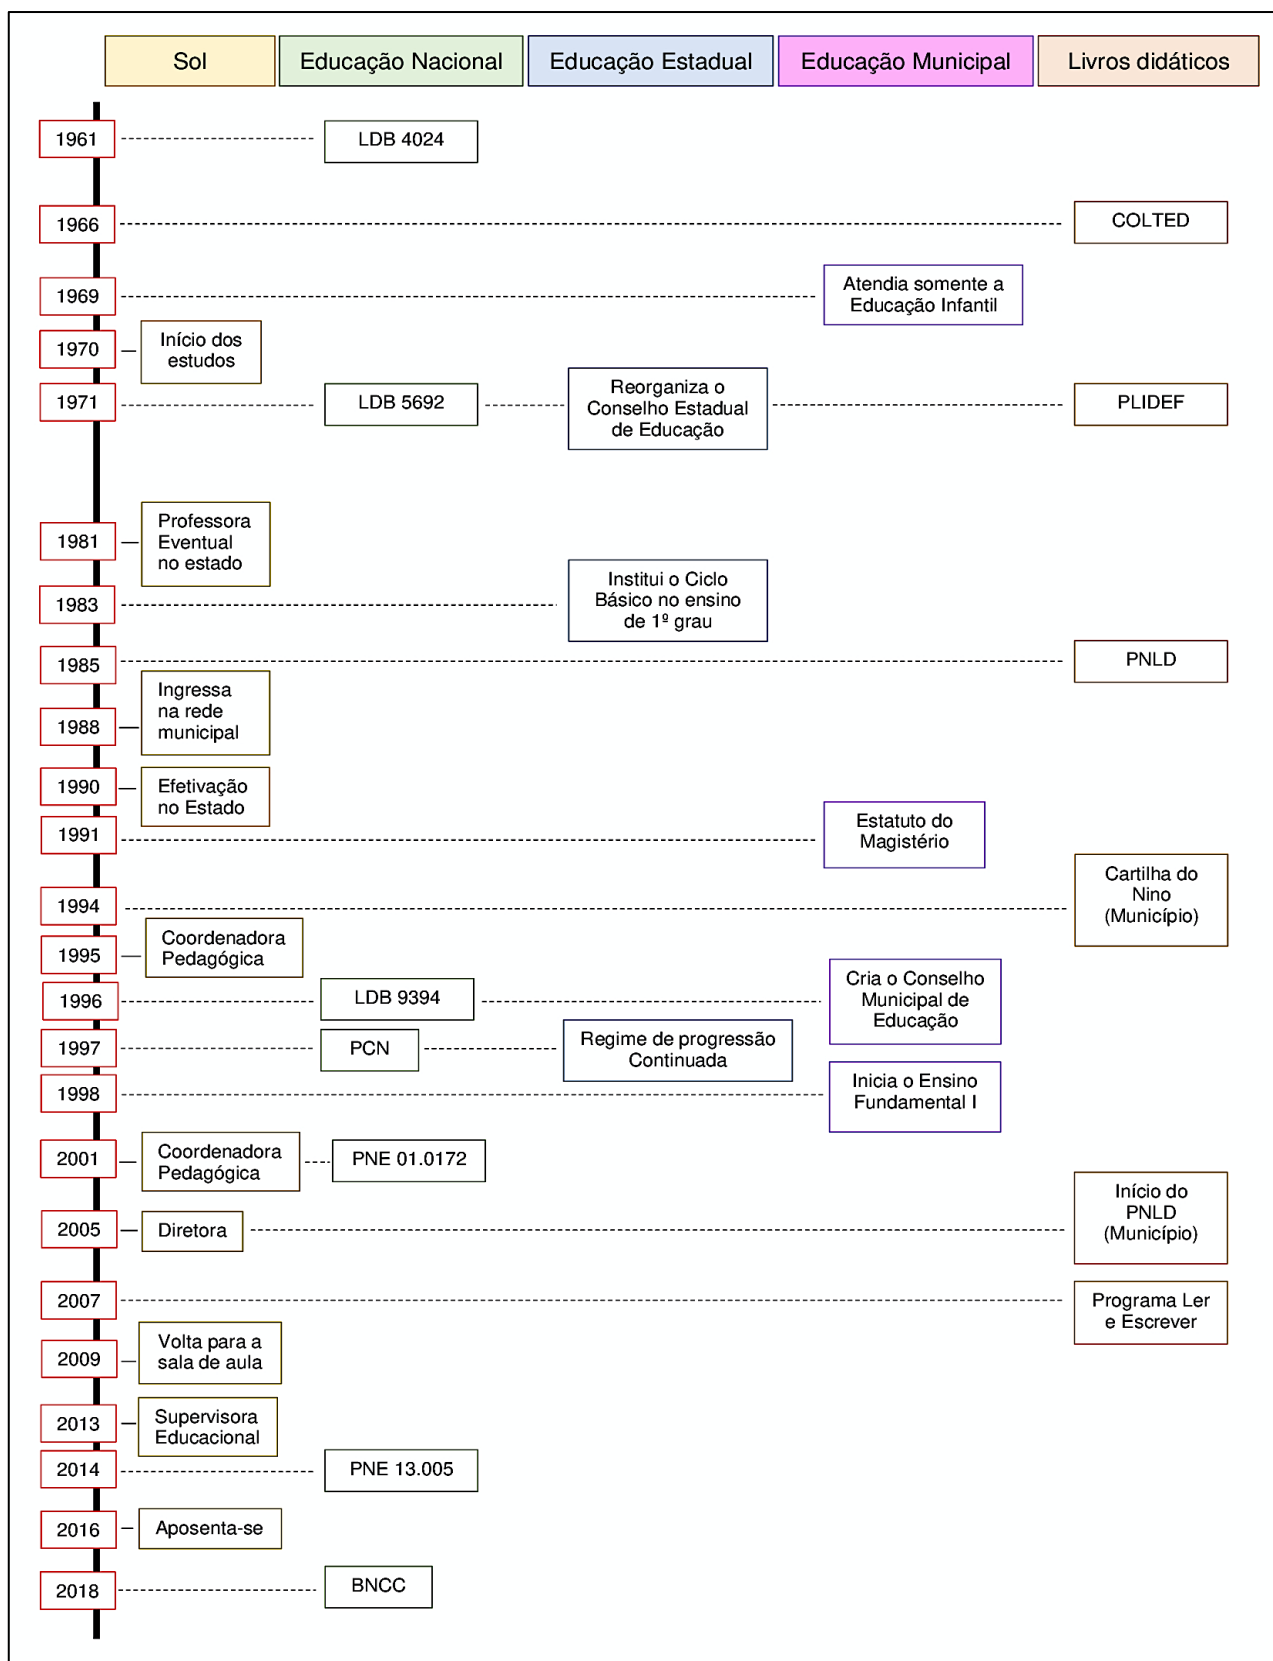 Sol
Educação Nacional
Educação Estadual
Educação Municipal
Livros didáticos
1961
LDB 4024
1966
COLTED
1969
Atendia somente a
Educação Infantil
1970
Início dos
estudos
1971
LDB 5692
Reorganiza o
Conselho Estadual
de Educação
PLIDEF
1981
Professora
Eventual
no estado
1983
Institui o Ciclo
Básico no ensino
de 1º grau
1985
PNLD
1988
Ingressa
na rede
municipal
1990
Efetivação
no Estado
1991
Estatuto do
Magistério
1994
Cartilha do
Nino
(Município)
1995
Coordenadora
Pedagógica
1996
LDB 9394
Cria o Conselho
Municipal de
Educação
1997
PCN
Regime de progressão
Continuada
1998
Inicia o Ensino
Fundamental I
2001
Coordenadora
Pedagógica
PNE 01.0172
2005
Diretora
Início do
PNLD
(Município)
2007
Programa Ler
e Escrever
2009
Volta para a
sala de aula
2013
Supervisora
Educacional
2014
PNE 13.005
2016
Aposenta-se
2018
BNCC